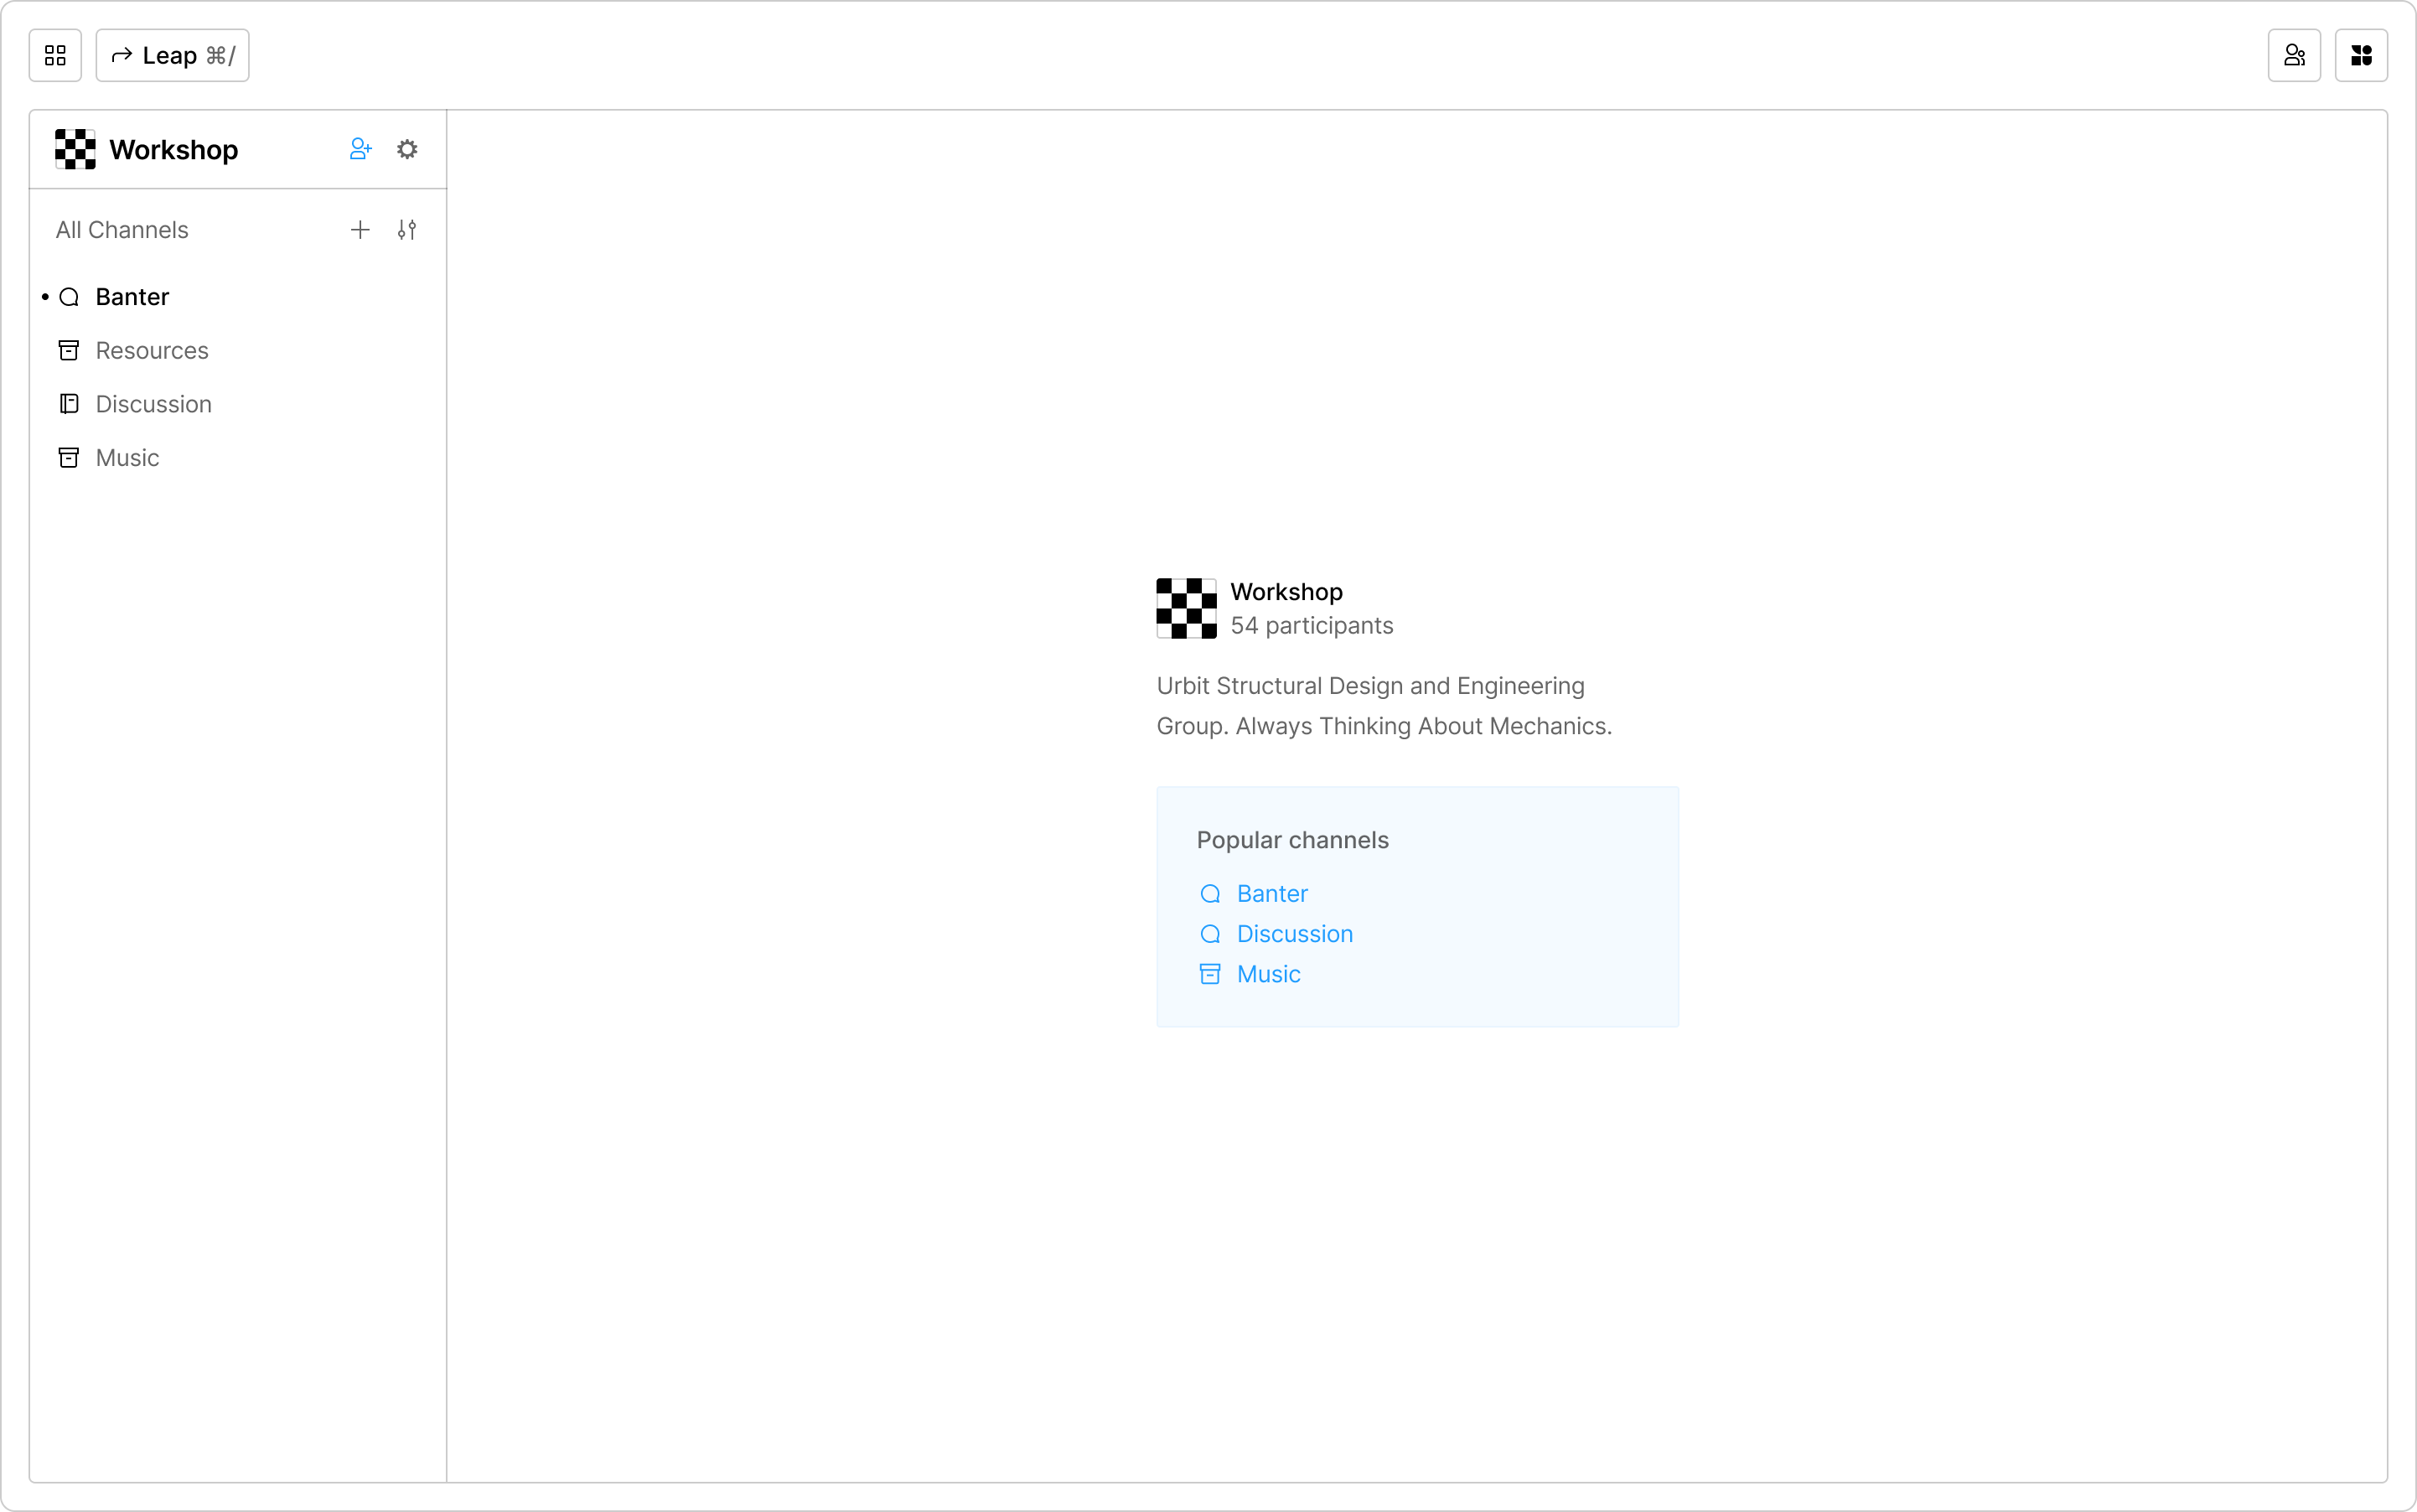 Leap ⌘/
Workshop
All Channels
Banter
Resources
Discussion
Music
Workshop
54 participants
Urbit Structural Design and Engineering
Group. Always Thinking About Mechanics.
Popular channels
Banter
Discussion
Music